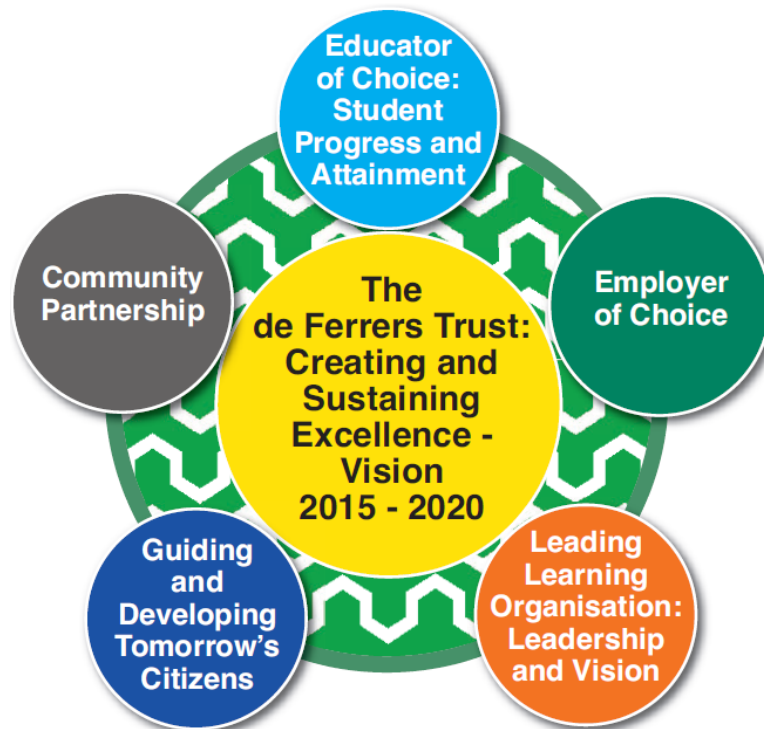 Educator
of Choice:
Student
Progress and
Attainment
Community
Partnership
The
de Ferrers Trust:
Creating and
Sustaining
Excellence -
Vision
2015 - 2020
Employer
of Choice
Guiding
and
Developing
Tomorrow's
Citizens
Leading
Learning
Organisation:
Leadership
and Vision